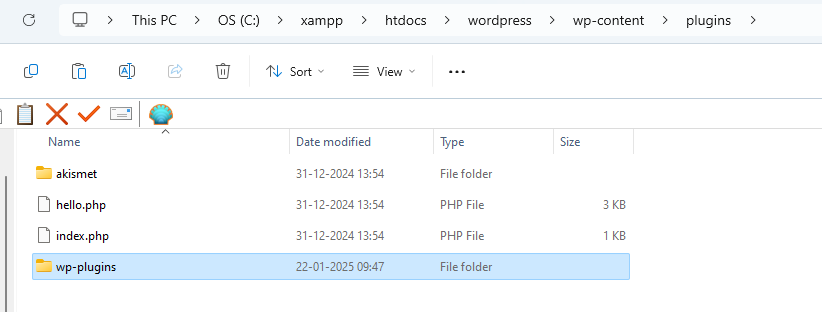 This PC > OS (C:) > xampp > htdocs > wordpress > wp-content > plugins >
Sort View
Name Date modified Type Size
akismet 31-12-2024 13:54 File folder
hello.php 31-12-2024 13:54 PHP File 3 KB
index.php 31-12-2024 13:54 PHP File 1 KB
wp-plugins 22-01-2025 09:47 File folder